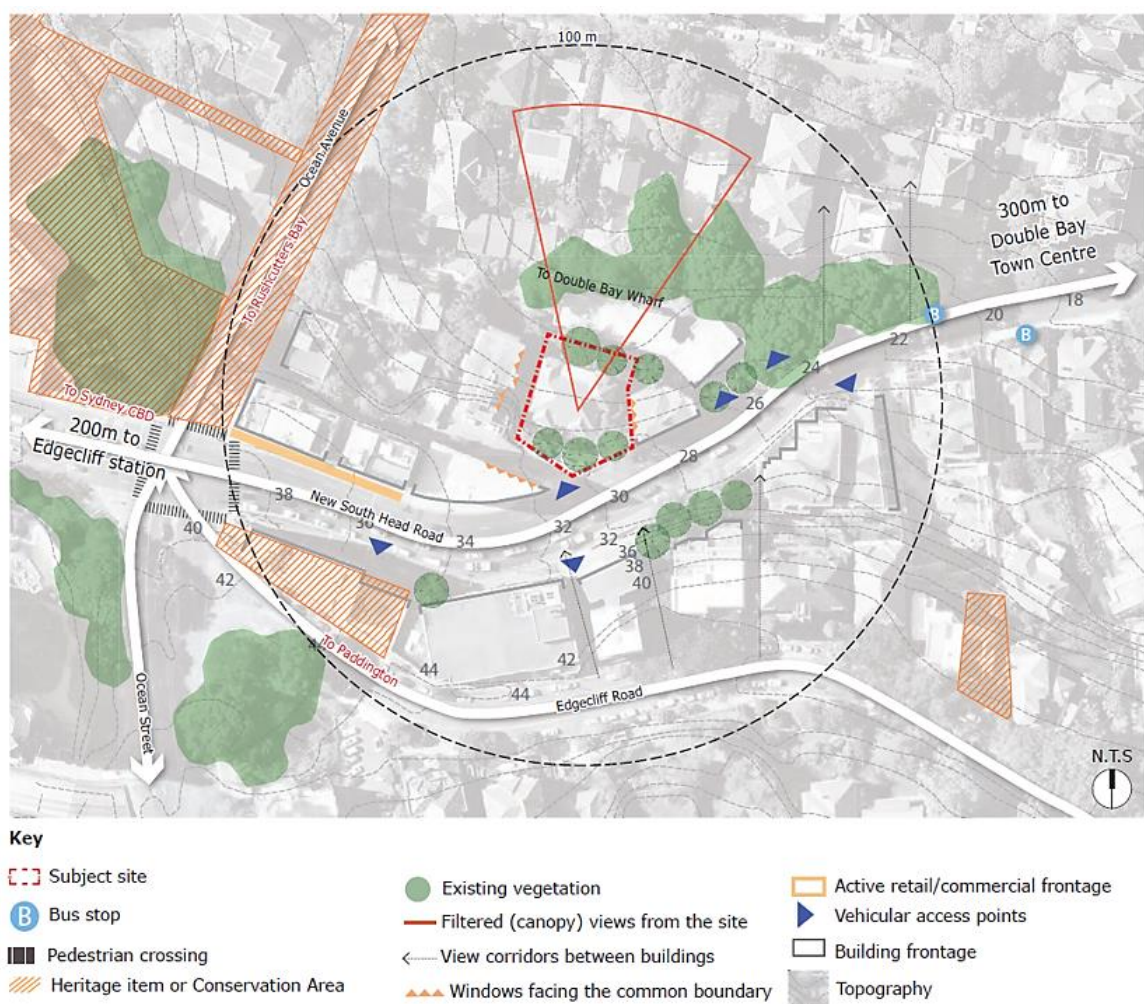 100 m
Ocean Avenue
To Rushcutters Bay
To Double Bay Wharf
300m to
Double Bay
Town Centre
18
B
20
B
22
24
26
28
30
To Sydney CBD
200m to
Edgecliff station
38
New South Head Road
36
34
32
32
36
38
40
40
42
To Paddington
44
42
44
Edgecliff Road
Ocean Street
N.T.S
Key
Subject site
B Bus stop
Pedestrian crossing
Heritage item or Conservation Area
Existing vegetation
Filtered (canopy) views from the site
View corridors between buildings
Windows facing the common boundary
Active retail/commercial frontage
Vehicular access points
Building frontage
Topography